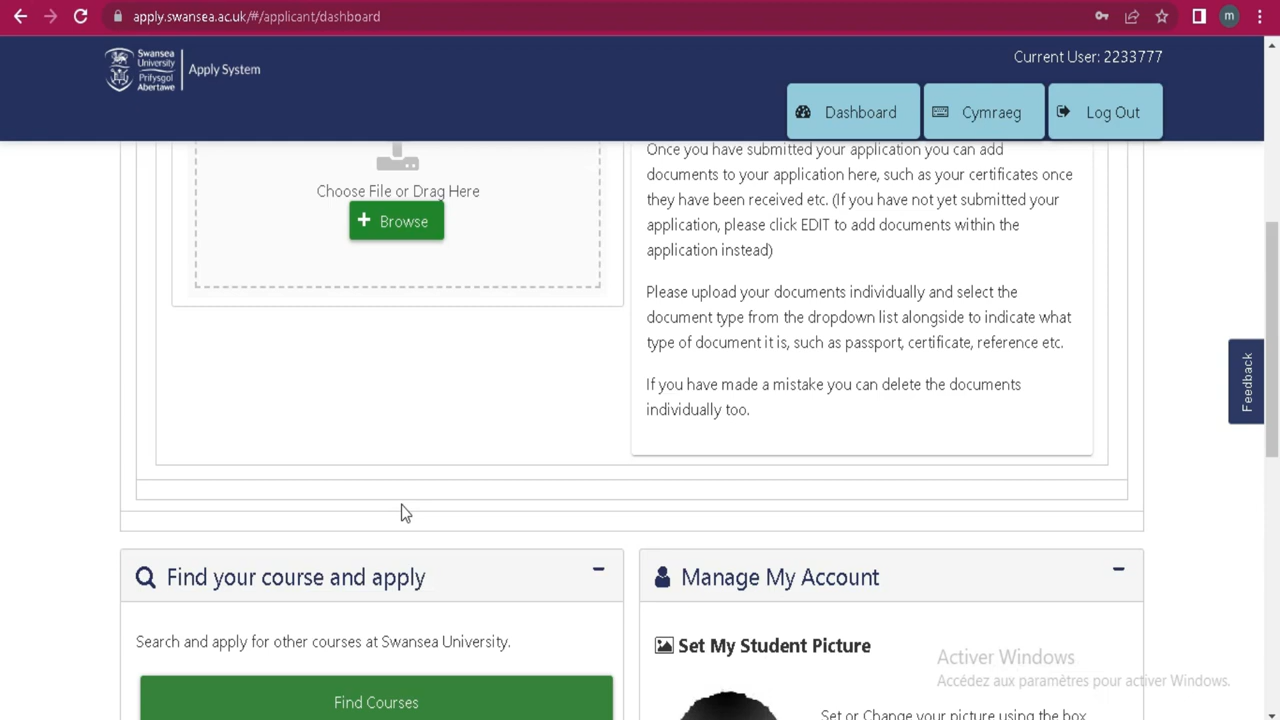 apply.swansea.ac.uk/#/applicant/dashboard
m
Swansea
University
Prifysgol
Abertawe
Apply System
Current User: 2233777
Dashboard
Cymraeg
Log Out
Choose File or Drag Here
+ Browse
Once you have submitted your application you can add
documents to your application here, such as your certificates once
they have been received etc. (If you have not yet submitted your
application, please click EDIT to add documents within the
application instead)
Please upload your documents individually and select the
document type from the dropdown list alongside to indicate what
type of document it is, such as passport, certificate, reference etc.
If you have made a mistake you can delete the documents
individually too.
Feedback
Find your course and apply
Search and apply for other courses at Swansea University.
Find Courses
Manage My Account
Set My Student Picture
Set or Change your picture using the box
Activer Windows
Accédez aux paramètres pour activer Windows.